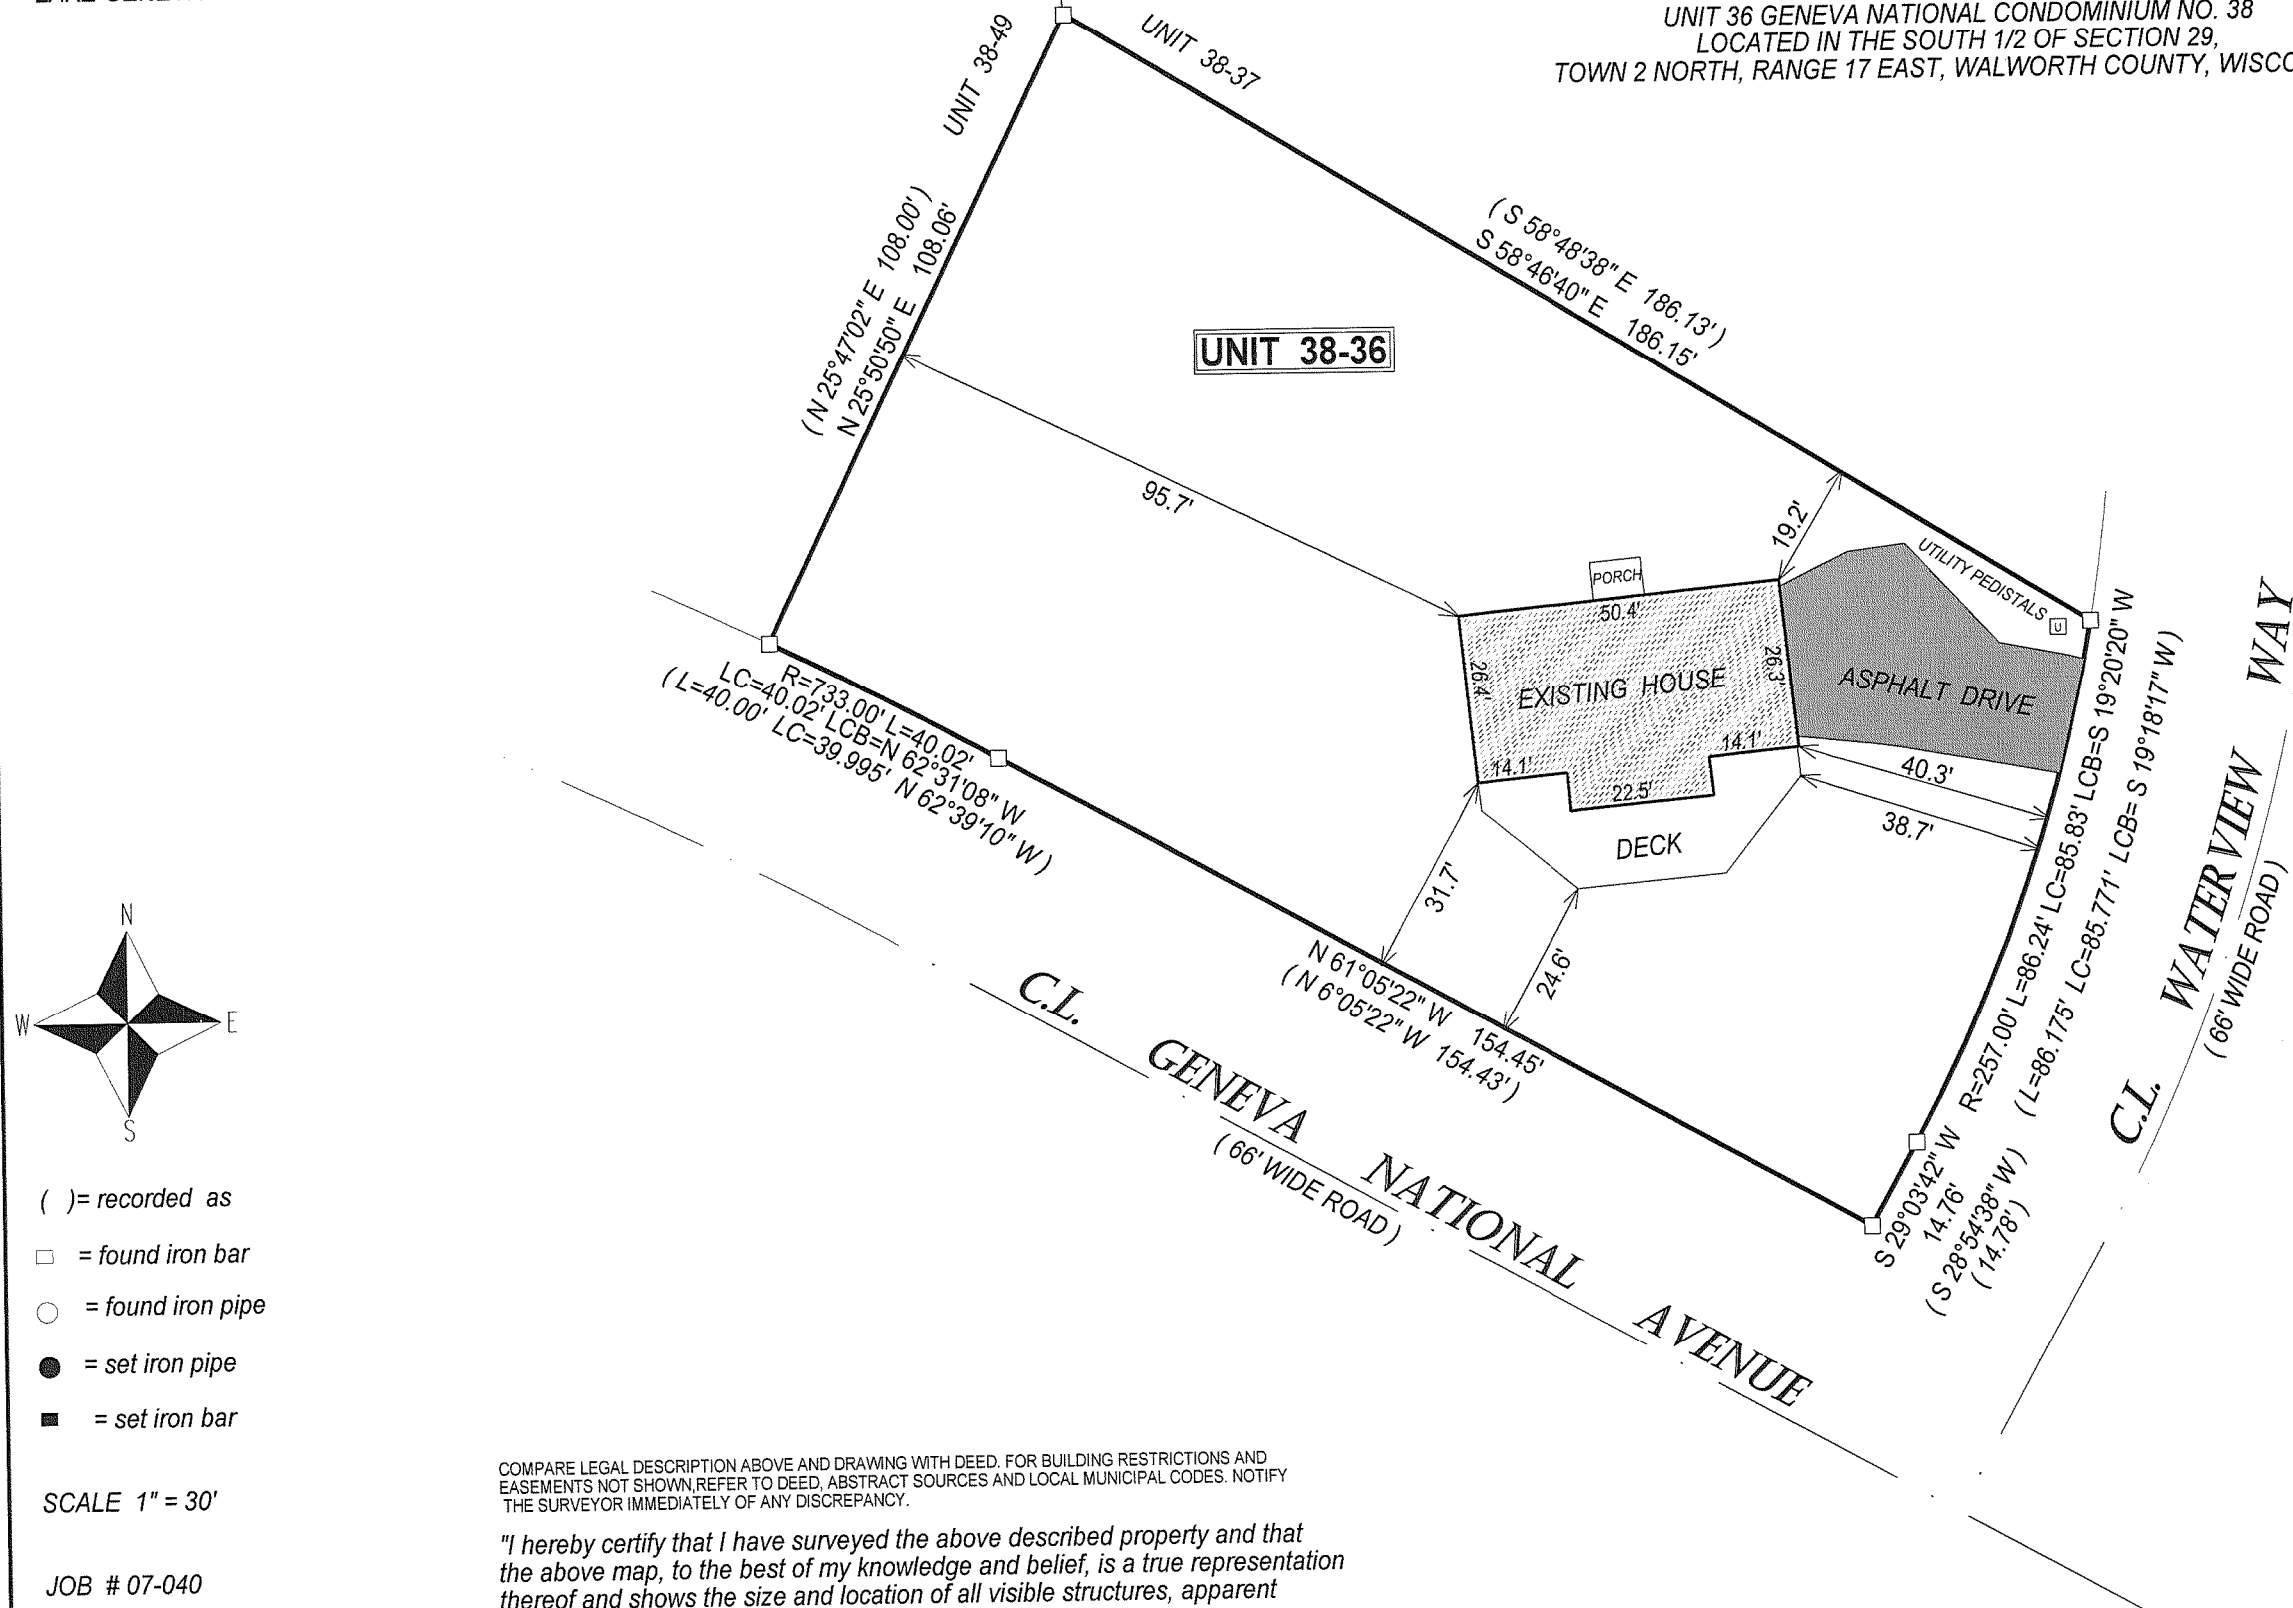 UNIT 36 GENEVA NATIONAL CONDOMINIUM NO. 38
LOCATED IN THE SOUTH 1/2 OF SECTION 29,
TOWN 2 NORTH, RANGE 17 EAST, WALWORTH COUNTY,
UNIT 38-49
UNIT 38-37
( N 25°47'02" E 108.00' )
N 25°50'50" E 108.06'
( S 58°48'38" E 186.13' )
S 58°46'40" E 186.15'
UNIT 38-36
95.7'
19.2'
UTILITY PEDISTALS
U
PORCH
50.4'
26.4'
26.3'
EXISTING HOUSE
ASPHALT DRIVE
14.1'
14.1'
22.5'
40.3'
38.7'
DECK
31.7'
24.6'
R=733.00' L=40.02'
LC=40.02' LCB=N 62°31'08" W
( L=40.00' LC=39.995' N 62°39'10" W )
N 61°05'22" W 154.45'
( N 6°05'22" W 154.43' )
R=257.00' L=86.24' LC=85.83' LCB=S 19°20'20" W
( L=86.175' LC=85.771' LCB= S 19°18'17" W )
S 29°03'42" W
14.76'
( S 28°54'38" W )
( 14.78' )
C.L. WATERVIEW WAY
( 66' WIDE ROAD )
C.L. GENEVA NATIONAL AVENUE
( 66' WIDE ROAD )
N
W
E
S
( )= recorded as
= found iron bar
= found iron pipe
= set iron pipe
= set iron bar
SCALE 1" = 30'
JOB # 07-040
COMPARE LEGAL DESCRIPTION ABOVE AND DRAWING WITH DEED. FOR BUILDING RESTRICTIONS AND
EASEMENTS NOT SHOWN,REFER TO DEED, ABSTRACT SOURCES AND LOCAL MUNICIPAL CODES. NOTIFY
THE SURVEYOR IMMEDIATELY OF ANY DISCREPANCY.
"I hereby certify that I have surveyed the above described property and that
the above map, to the best of my knowledge and belief, is a true representation
thereof and shows the size and location of all visible structures, apparent